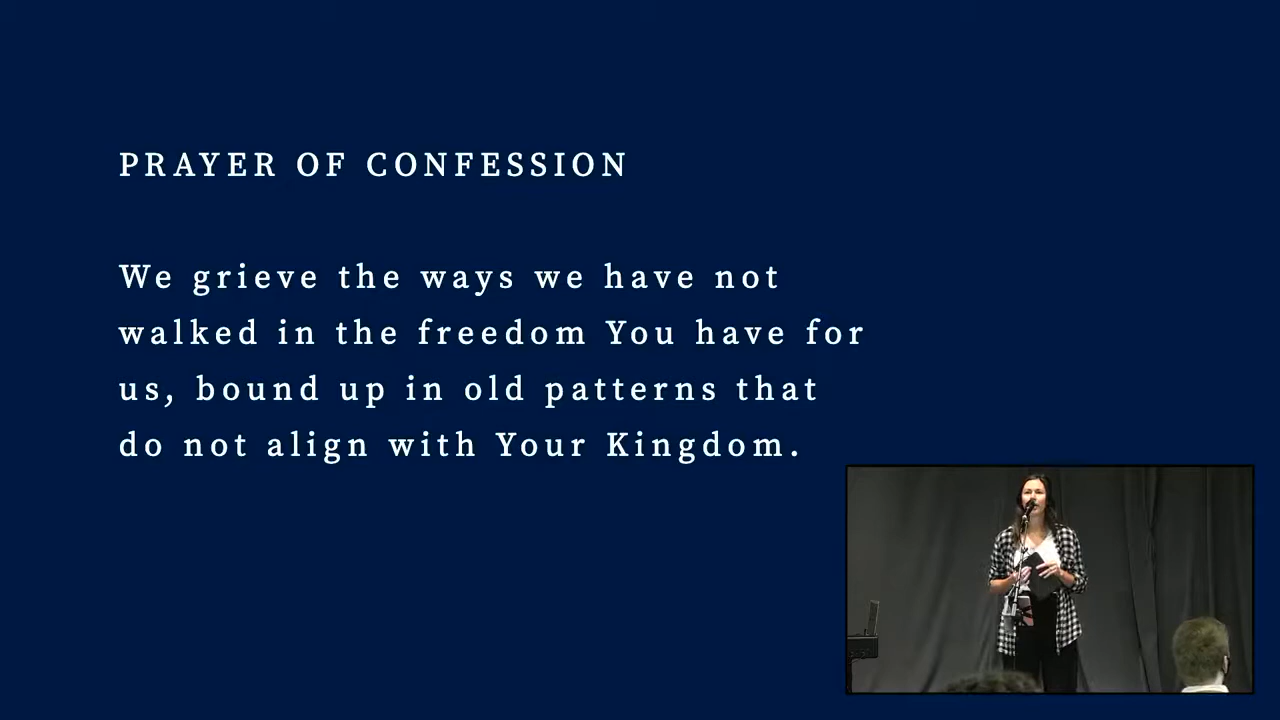 PRAYER OF CONFESSION
We grieve the ways we have not
walked in the freedom You have for
us, bound up in old patterns that
do not align with Your Kingdom.